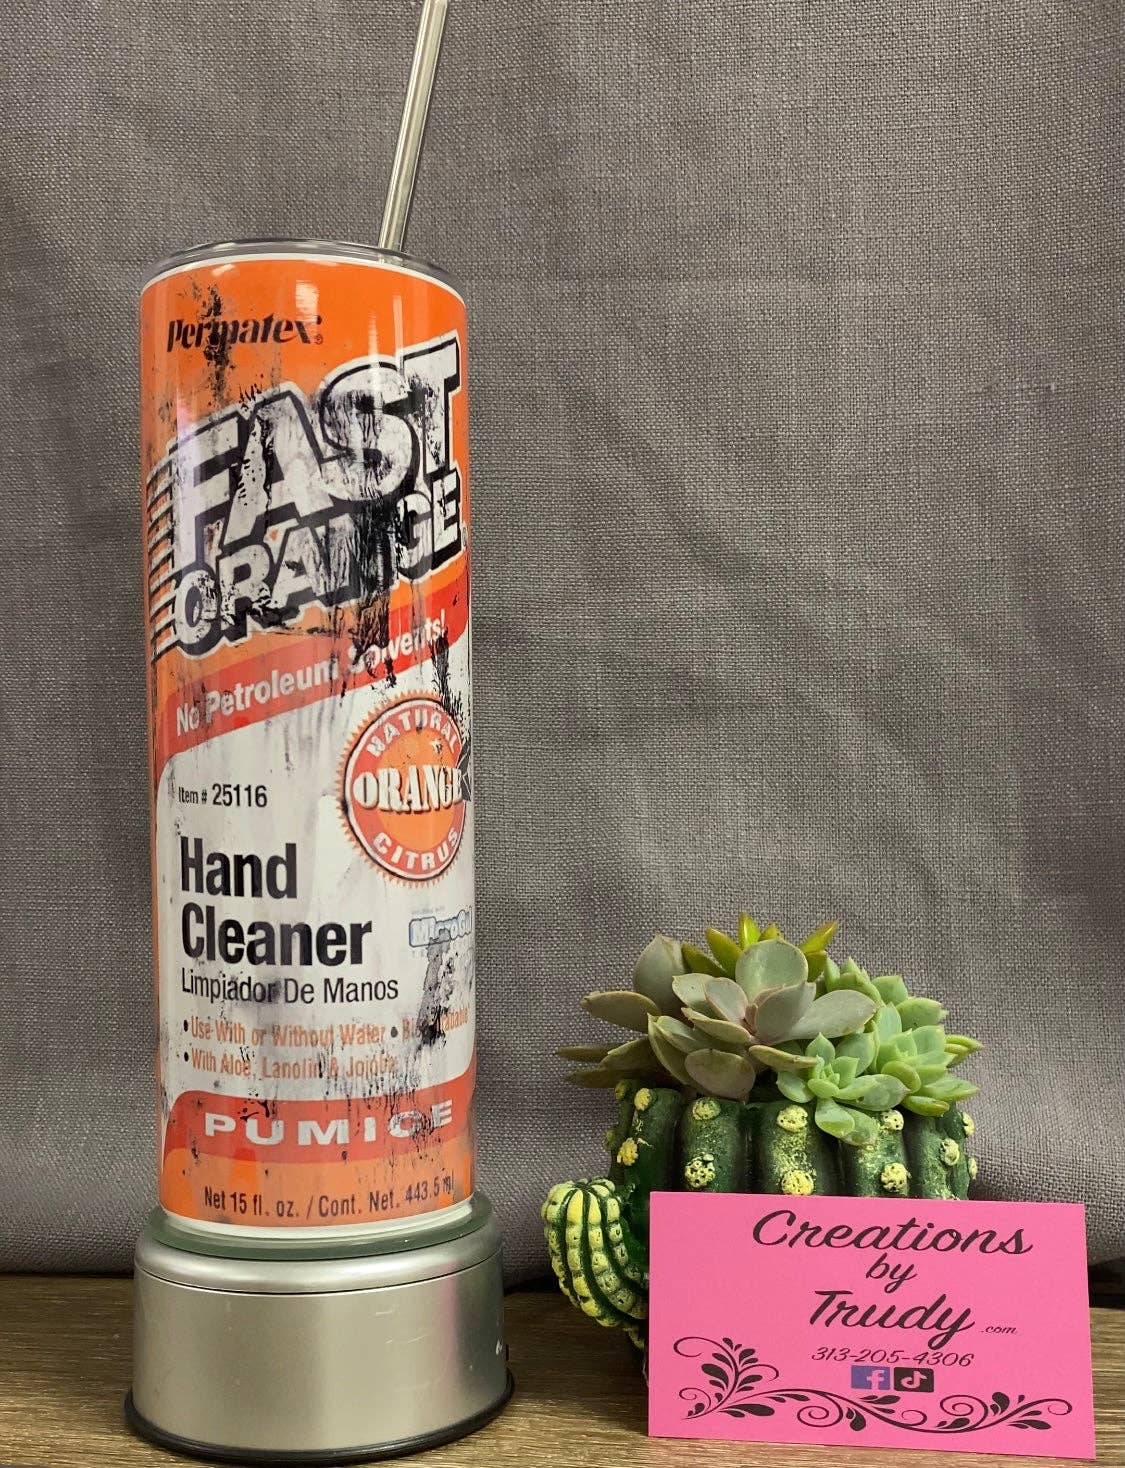 Permatex®
FAST
ORANGE®
No Petroleum Solvents!
NATURAL
ORANGE
CITRUS
Item # 25116
Hand
Cleaner
Limpiador De Manos
• Use With or Without Water •
• With Aloe, Lanolin & Jojoba
PUMICE
Net 15 fl. oz. / Cont. Net. 443.5 ml
Creations
by
Trudy .com
313-205-4306